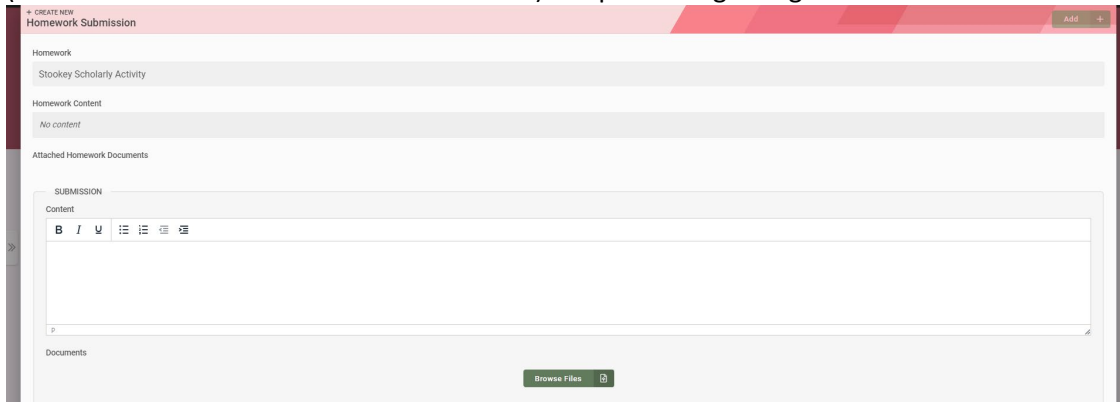 + CREATE NEW
Homework Submission
Add +
Homework
Stookey Scholarly Activity
Homework Content
No content
Attached Homework Documents
SUBMISSION
Content
B I U
P
Documents
Browse Files